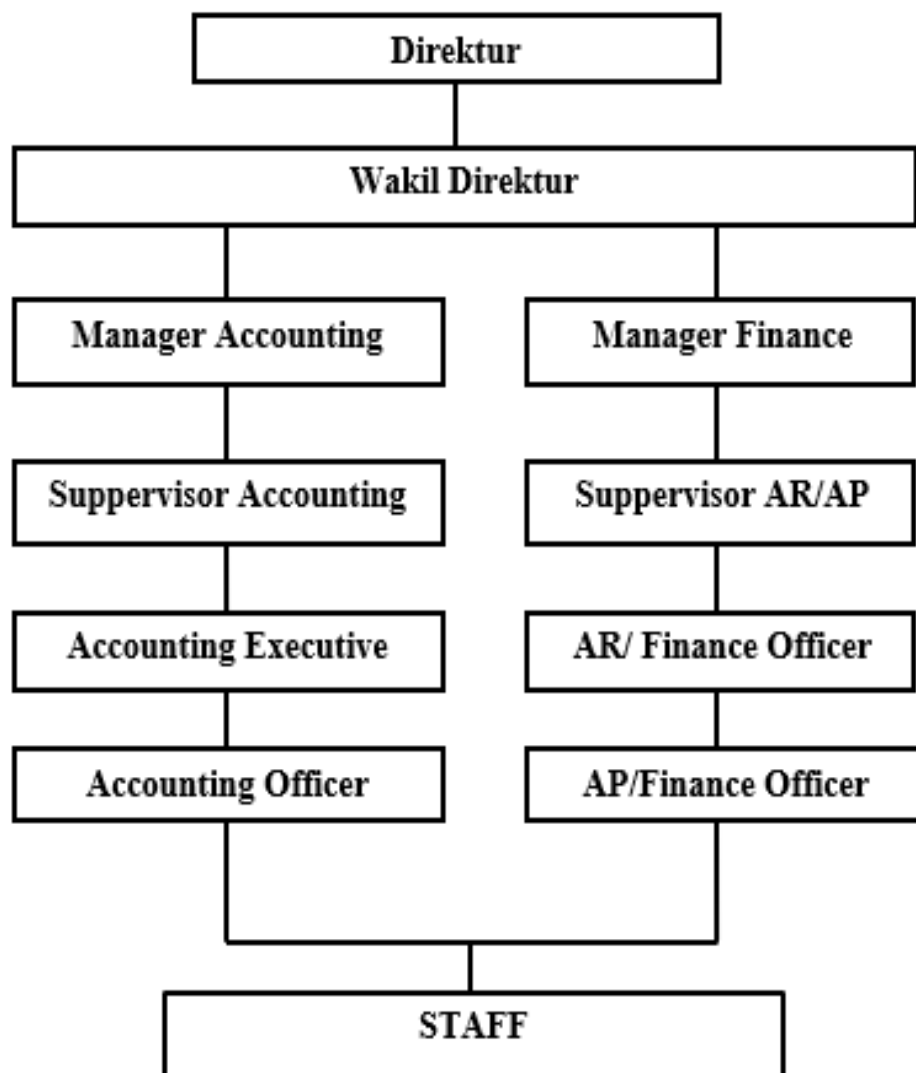 Direktur
Wakil Direktur
Manager Accounting
Manager Finance
Suppervisor Accounting
Suppervisor AR/AP
Accounting Executive
AR/ Finance Officer
Accounting Officer
AP/Finance Officer
STAFF